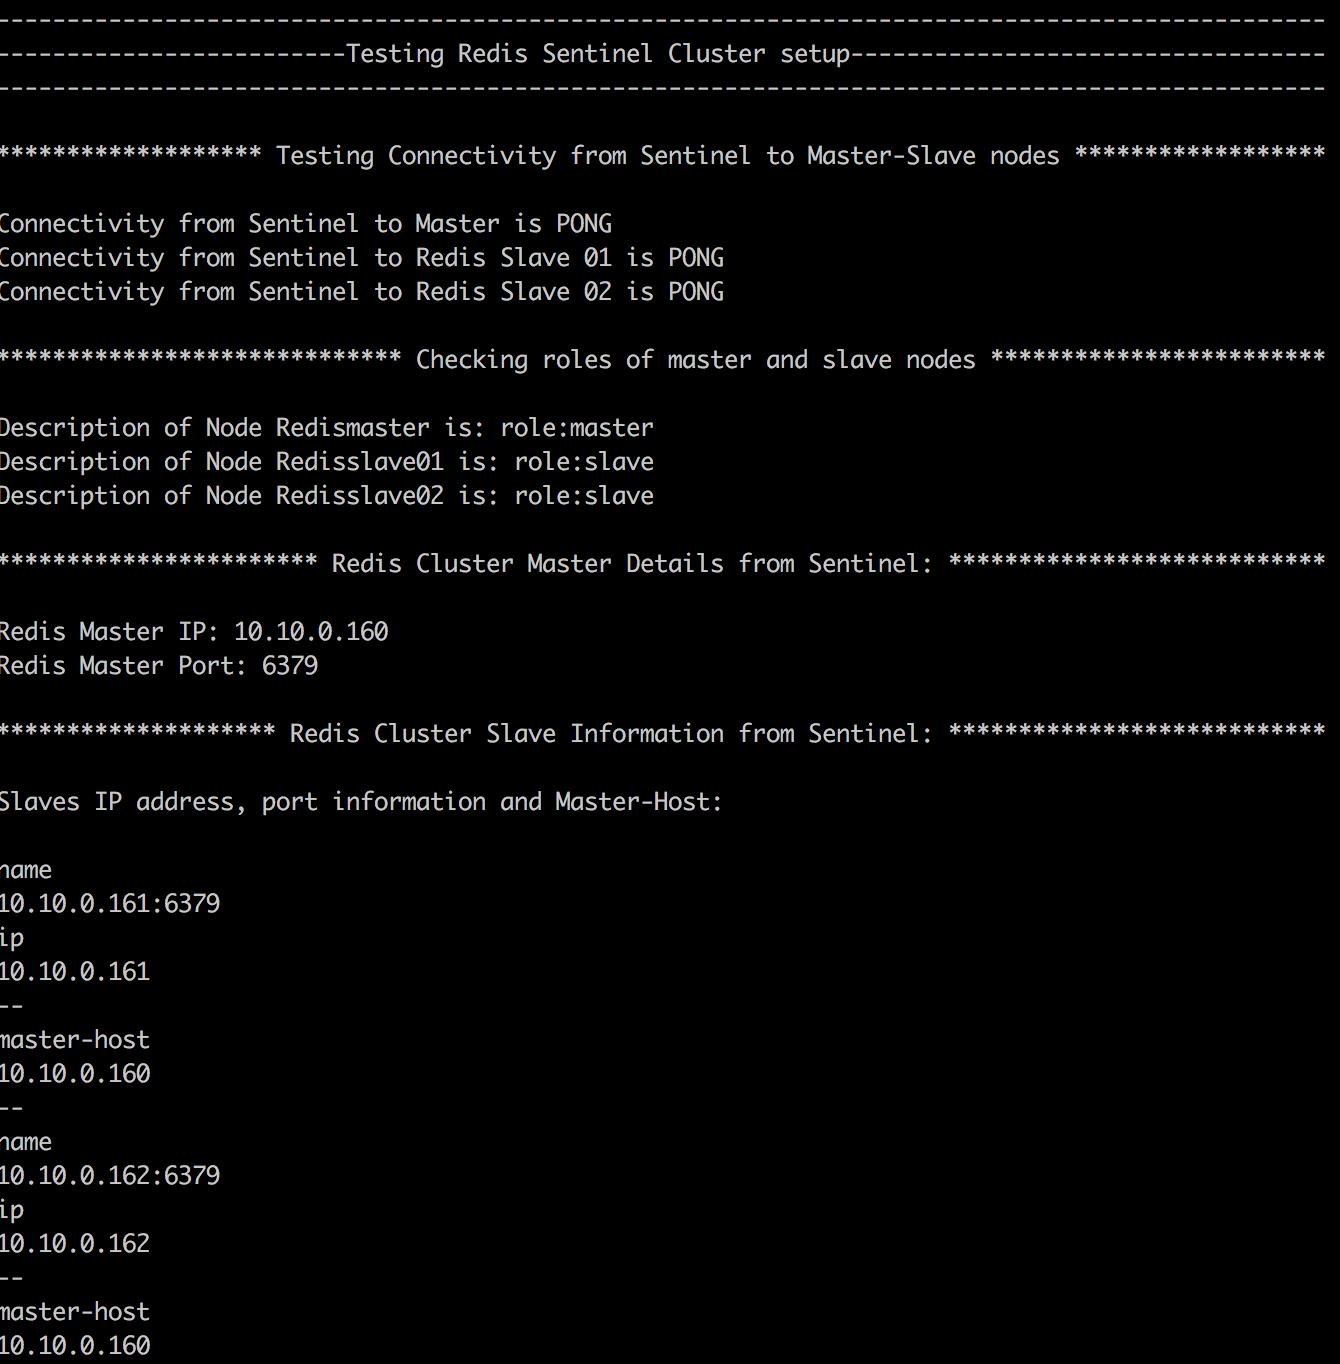 -----------------------------------------------------------------------------------------------
-------------------------Testing Redis Sentinel Cluster setup----------------------------------
-----------------------------------------------------------------------------------------------
******************* Testing Connectivity from Sentinel to Master-Slave nodes ******************
Connectivity from Sentinel to Master is PONG
Connectivity from Sentinel to Redis Slave 01 is PONG
Connectivity from Sentinel to Redis Slave 02 is PONG
***************************** Checking roles of master and slave nodes ************************
Description of Node Redismaster is: role:master
Description of Node Redisslave01 is: role:slave
Description of Node Redisslave02 is: role:slave
*********************** Redis Cluster Master Details from Sentinel: ***************************
Redis Master IP: 10.10.0.160
Redis Master Port: 6379
******************** Redis Cluster Slave Information from Sentinel: ***************************
Slaves IP address, port information and Master-Host:
name
10.10.0.161:6379
ip
10.10.0.161
--
master-host
10.10.0.160
--
name
10.10.0.162:6379
ip
10.10.0.162
--
master-host
10.10.0.160